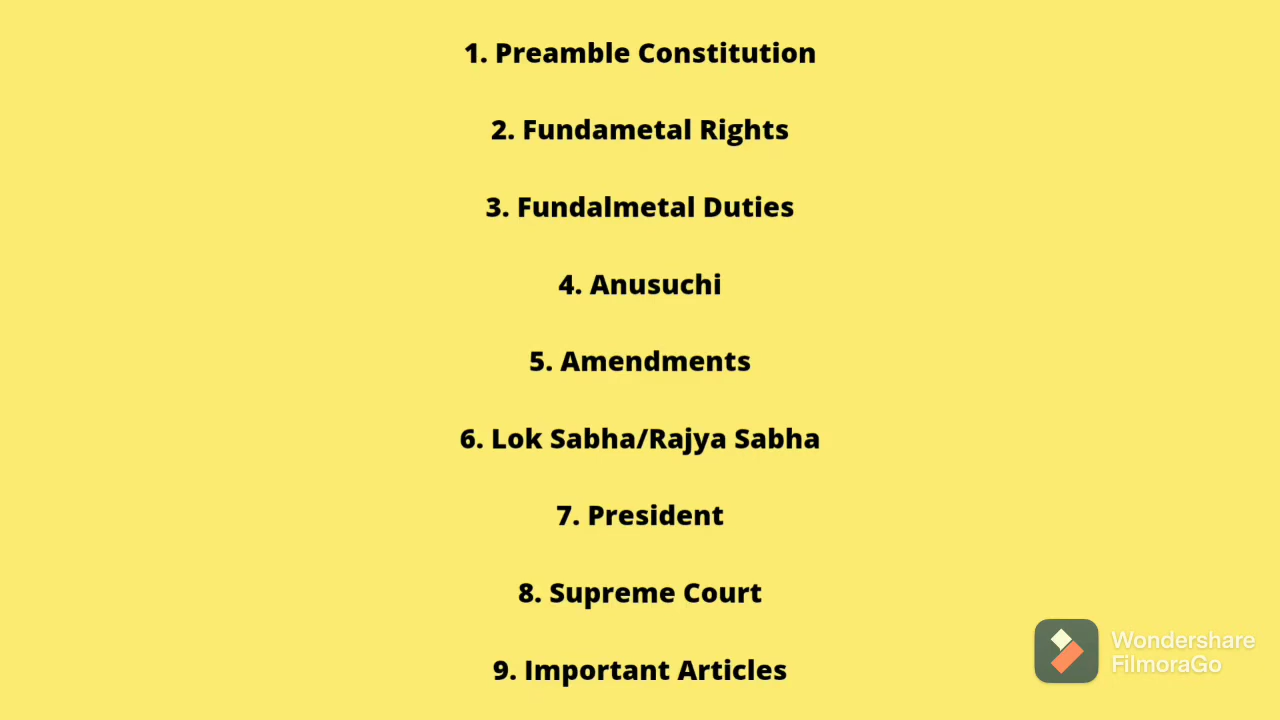 1. Preamble Constitution
2. Fundametal Rights
3. Fundalmetal Duties
4. Anusuchi
5. Amendments
6. Lok Sabha/Rajya Sabha
7. President
8. Supreme Court
9. Important Articles
Wondershare
FilmoraGo